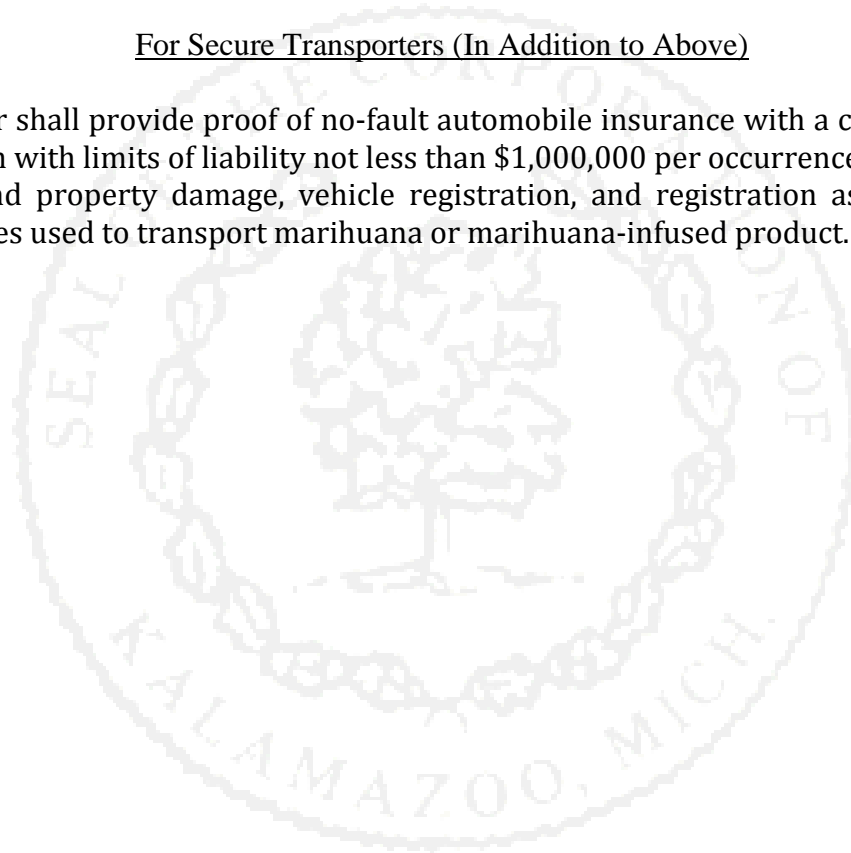 For Secure Transporters (In Addition to Above)
r shall provide proof of no-fault automobile insurance with a c
n with limits of liability not less than $1,000,000 per occurrence
nd property damage, vehicle registration, and registration as
es used to transport marihuana or marihuana-infused product.
SEAL OF THE CORPORATION OF
KALAMAZOO, MICH.